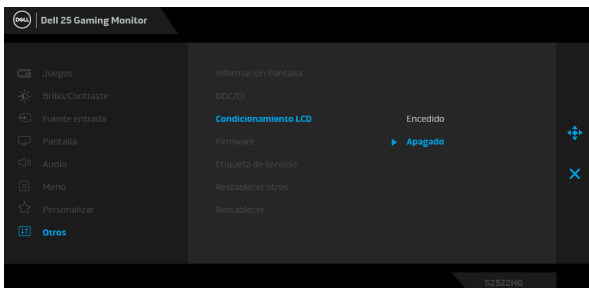 DELL
Dell 25 Gaming Monitor
Juegos
Brillo/Contraste
Fuente entrada
Pantalla
Audio
Menú
Personalizar
Otros
Información Pantalla
DDC/CI
Condicionamiento LCD
Firmware
Etiqueta de servicio
Restablecer otros
Restablecer
Encedido
Apagado
S2522HG